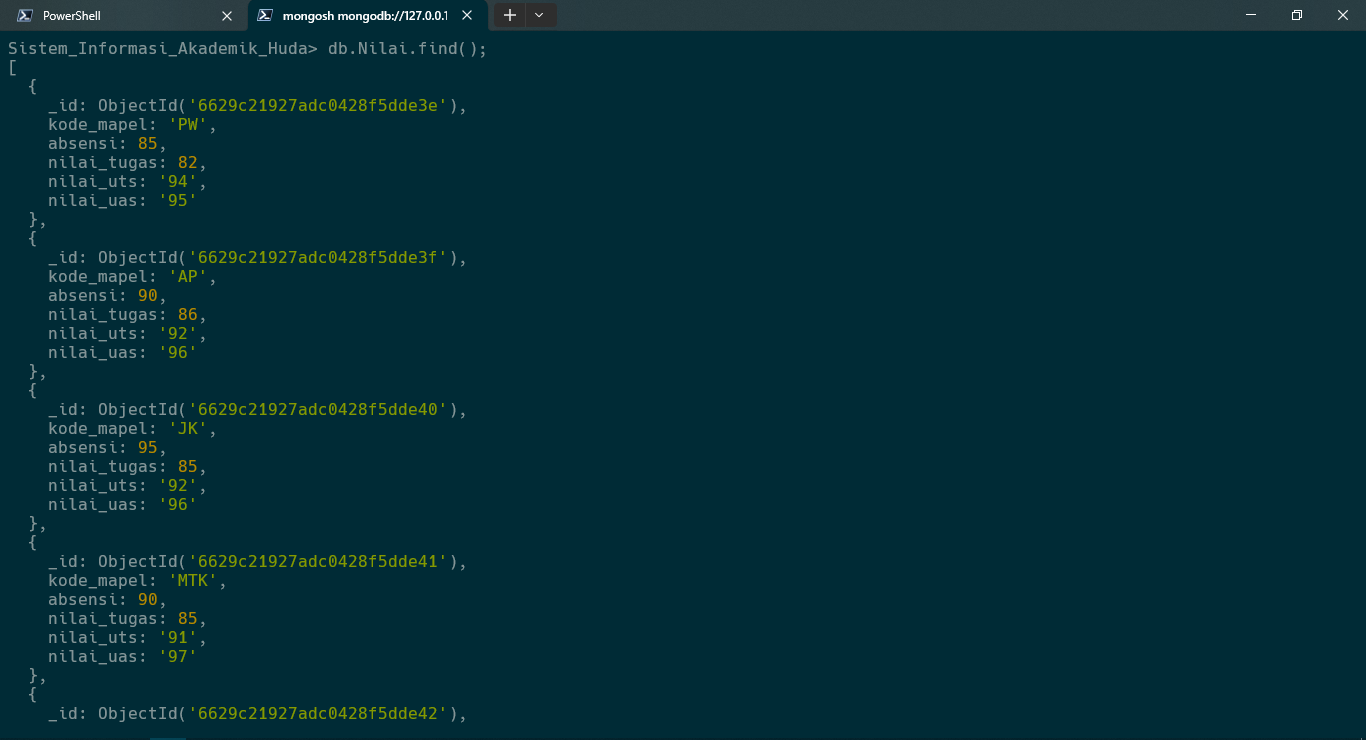 PowerShell
mongosh mongodb://127.0.0.1
Sistem_Informasi_Akademik_Huda> db.Nilai.find();
[
  {
    _id: ObjectId('6629c21927adc0428f5dde3e'),
    kode_mapel: 'PW',
    absensi: 85,
    nilai_tugas: 82,
    nilai_uts: '94',
    nilai_uas: '95'
  },
  {
    _id: ObjectId('6629c21927adc0428f5dde3f'),
    kode_mapel: 'AP',
    absensi: 90,
    nilai_tugas: 86,
    nilai_uts: '92',
    nilai_uas: '96'
  },
  {
    _id: ObjectId('6629c21927adc0428f5dde40'),
    kode_mapel: 'JK',
    absensi: 95,
    nilai_tugas: 85,
    nilai_uts: '92',
    nilai_uas: '96'
  },
  {
    _id: ObjectId('6629c21927adc0428f5dde41'),
    kode_mapel: 'MTK',
    absensi: 90,
    nilai_tugas: 85,
    nilai_uts: '91',
    nilai_uas: '97'
  },
  {
    _id: ObjectId('6629c21927adc0428f5dde42'),